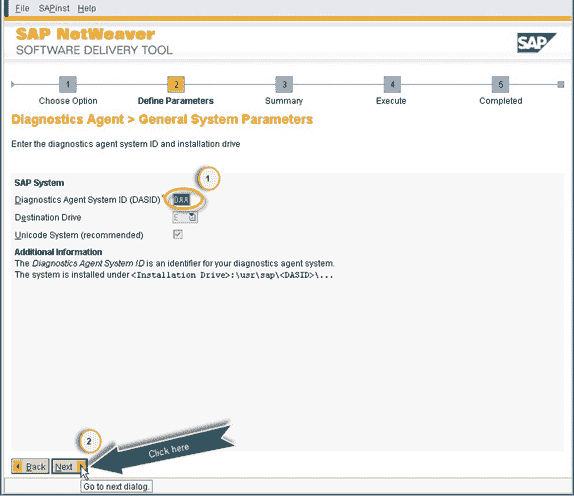 File SAPinst Help
SAP NetWeaver
SOFTWARE DELIVERY TOOL
SAP
1 2 3 4 5
Choose Option Define Parameters Summary Execute Completed
Diagnostics Agent > General System Parameters
Enter the diagnostics agent system ID and installation drive
1
SAP System
Diagnostics Agent System ID (DASID) * DAA
Destination Drive E:
Unicode System (recommended)
Additional Information
The Diagnostics Agent System ID is an identifier for your diagnostics agent system.
The system is installed under <Installation Drive>:\usr\sap\<DASID>\...
2
Click here
Back Next
Go to next dialog.